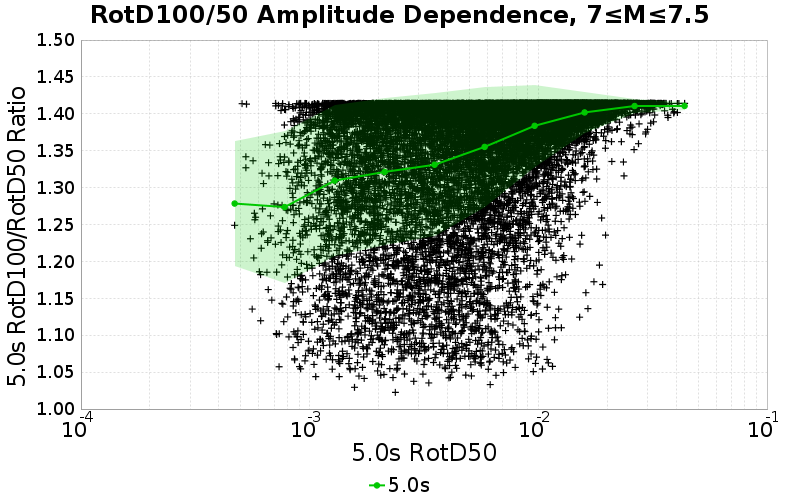 RotD100/50 Amplitude Dependence, 7≤M≤7.5
5.0s RotD100/RotD50 Ratio
1.50
1.45
1.40
1.35
1.30
1.25
1.20
1.15
1.10
1.05
1.00
10^-4 10^-3 10^-2 10^-1
5.0s RotD50
5.0s